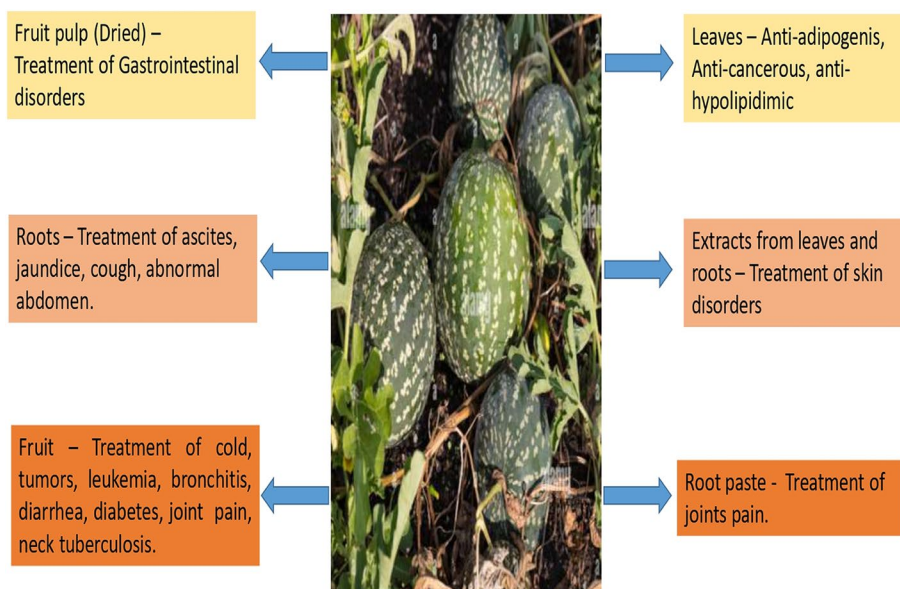 Fruit pulp (Dried) –
Treatment of Gastrointestinal
disorders
Leaves – Anti-adipogenis,
Anti-cancerous, anti-
hypolipidimic
Roots – Treatment of ascites,
jaundice, cough, abnormal
abdomen.
Extracts from leaves and
roots – Treatment of skin
disorders
Fruit – Treatment of cold,
tumors, leukemia, bronchitis,
diarrhea, diabetes, joint pain,
neck tuberculosis.
Root paste - Treatment of
joints pain.
alamy